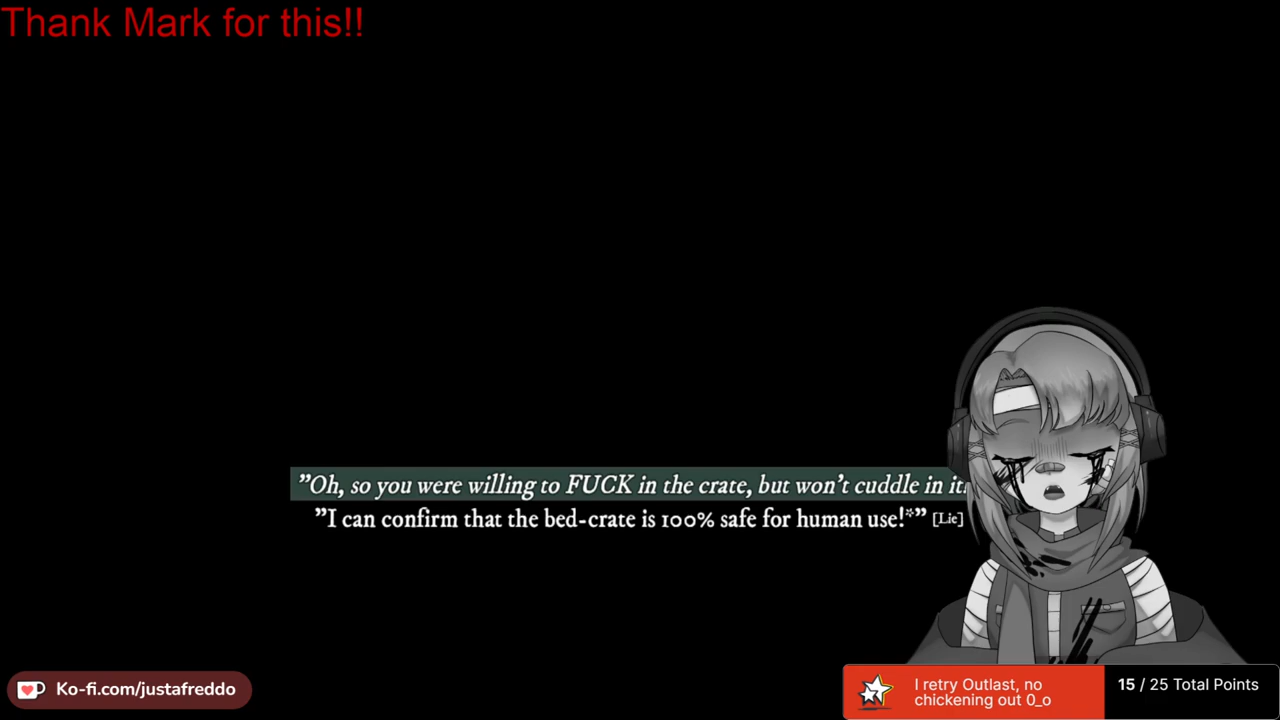 Thank Mark for this!!
"Oh, so you were willing to FUCK in the crate, but won't cuddle in it
"I can confirm that the bed-crate is 100% safe for human use!*" [Lie]
Ko-fi.com/justafreddo
I retry Outlast, no
chickening out 0_o
15 / 25 Total Points